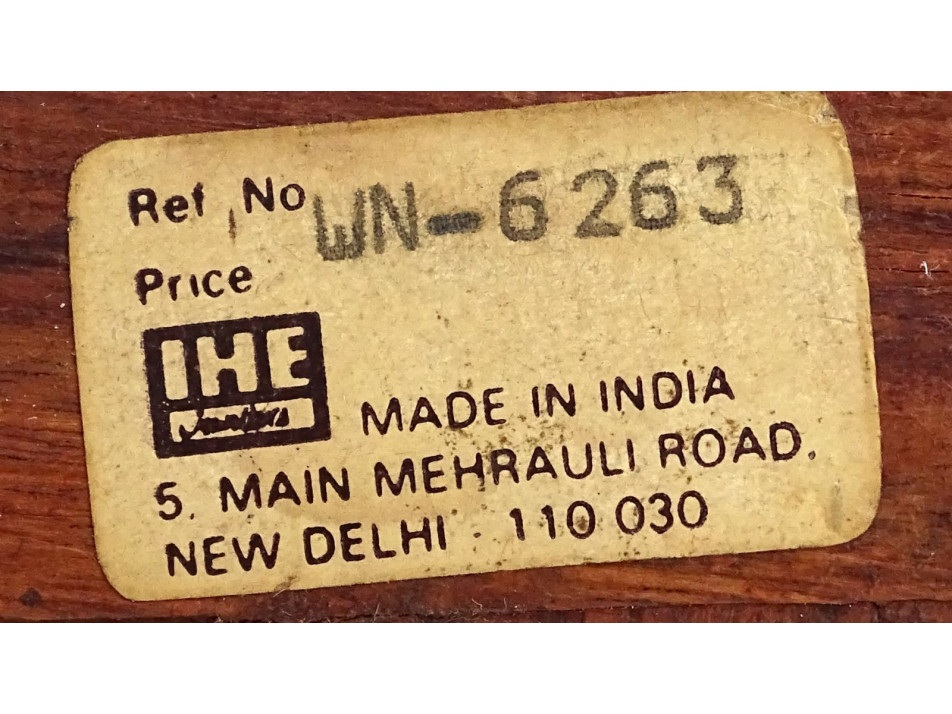 Ref. No WN-6263
Price
IHE
MADE IN INDIA
5, MAIN MEHRAULI ROAD,
NEW DELHI - 110 030